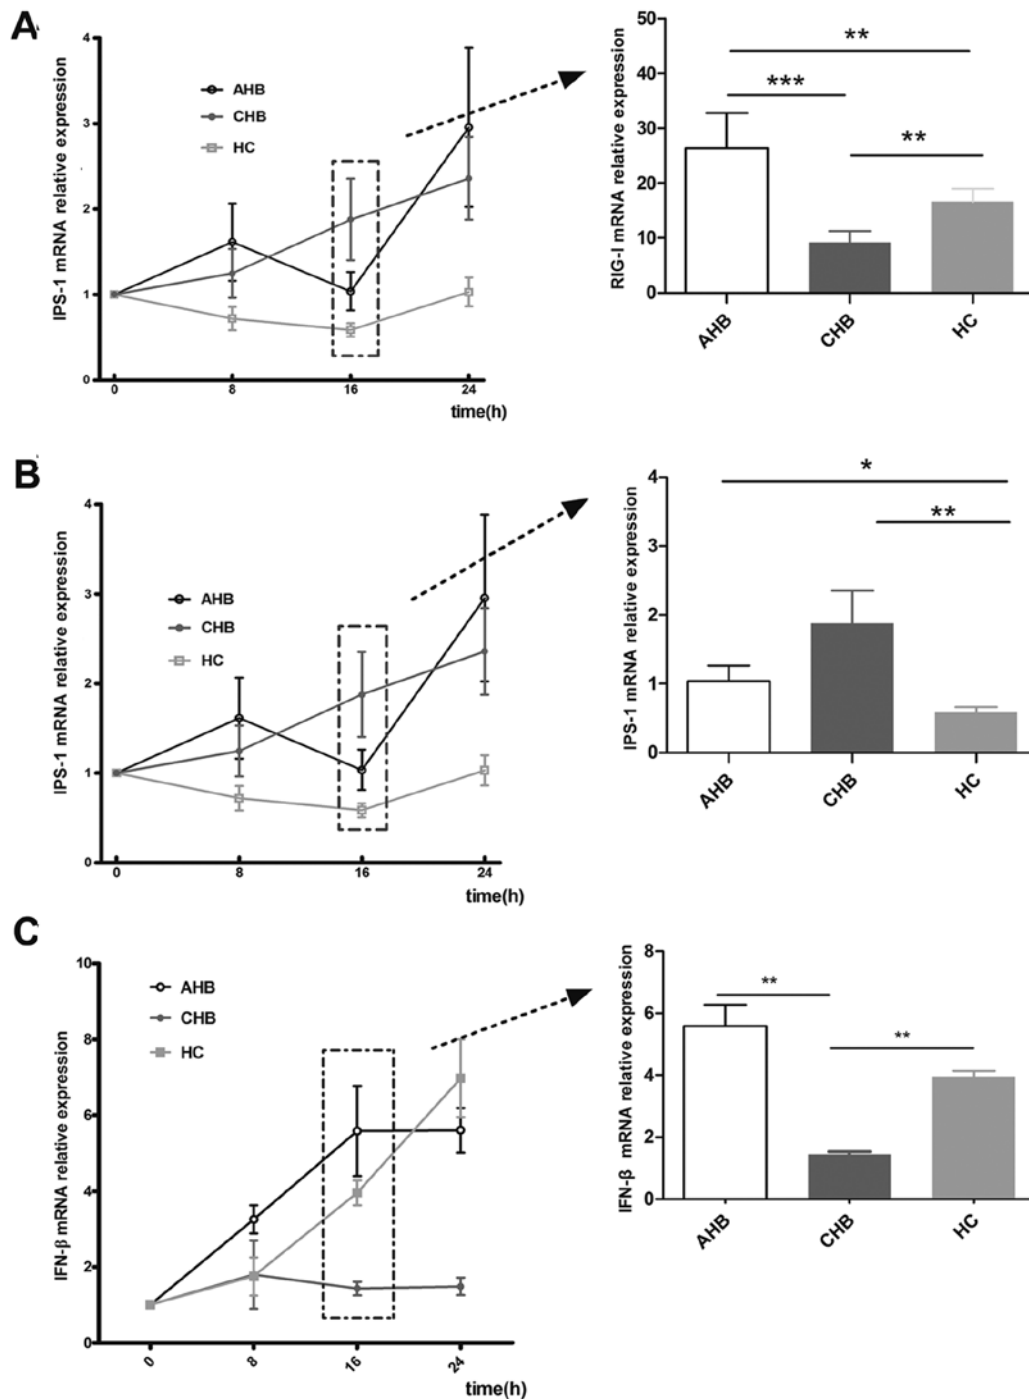 A
IPS-1 mRNA relative expression
4
3
2
1
0
AHB
CHB
HC
0
8
16
24
time(h)
RIG-I mRNA relative expression
50
40
30
20
10
0
**
***
**
AHB
CHB
HC
B
IPS-1 mRNA relative expression
4
3
2
1
0
AHB
CHB
HC
0
8
16
24
time(h)
IPS-1 mRNA relative expression
4
3
2
1
0
*
**
AHB
CHB
HC
C
IFN-β mRNA relative expression
10
8
6
4
2
0
AHB
CHB
HC
0
8
16
24
time(h)
IFN-β mRNA relative expression
8
6
4
2
0
**
**
AHB
CHB
HC